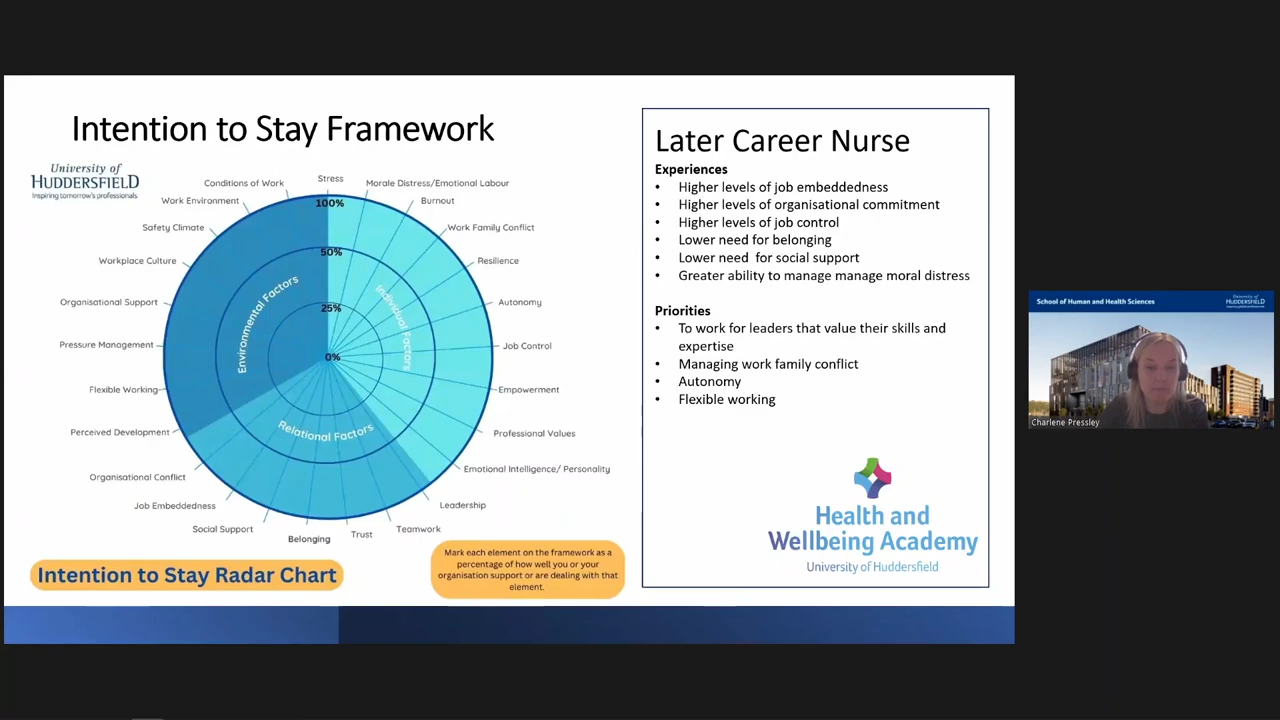 Intention to Stay Framework
University of
HUDDERSFIELD
Inspiring tomorrow's professionals
Stress
Morale Distress/Emotional Labour
Burnout
Work Family Conflict
Resilience
Autonomy
Job Control
Empowerment
Professional Values
Emotional Intelligence/ Personality
Leadership
Teamwork
Trust
Belonging
Social Support
Job Embeddedness
Organisational Conflict
Perceived Development
Flexible Working
Pressure Management
Organisational Support
Workplace Culture
Safety Climate
Work Environment
Conditions of Work
100%
50%
25%
0%
Environmental Factors
Individual Factors
Relational Factors
Intention to Stay Radar Chart
Mark each element on the framework as a
percentage of how well you or your
organisation support or are dealing with that
element.
Later Career Nurse
Experiences
• Higher levels of job embeddedness
• Higher levels of organisational commitment
• Higher levels of job control
• Lower need for belonging
• Lower need for social support
• Greater ability to manage manage moral distress
Priorities
• To work for leaders that value their skills and
expertise
• Managing work family conflict
• Autonomy
• Flexible working
Health and
Wellbeing Academy
University of Huddersfield
School of Human and Health Sciences
University of
HUDDERSFIELD
Charlene Pressley